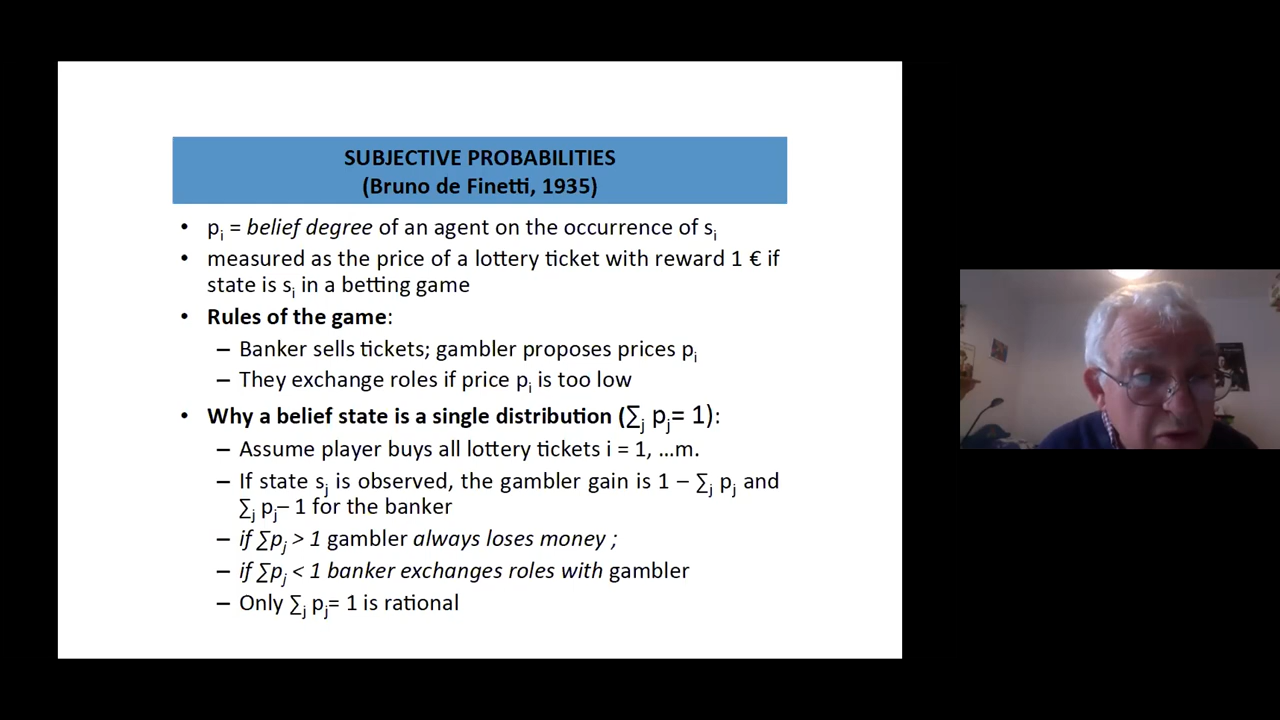 SUBJECTIVE PROBABILITIES
(Bruno de Finetti, 1935)
• pᵢ = belief degree of an agent on the occurrence of sᵢ
• measured as the price of a lottery ticket with reward 1 € if
state is sᵢ in a betting game
• Rules of the game:
– Banker sells tickets; gambler proposes prices pᵢ
– They exchange roles if price pᵢ is too low
• Why a belief state is a single distribution (∑ⱼ pⱼ= 1):
– Assume player buys all lottery tickets i = 1, …m.
– If state sⱼ is observed, the gambler gain is 1 – ∑ⱼ pⱼ and
∑ⱼ pⱼ– 1 for the banker
– if ∑pⱼ > 1 gambler always loses money ;
– if ∑pⱼ < 1 banker exchanges roles with gambler
– Only ∑ⱼ pⱼ= 1 is rational